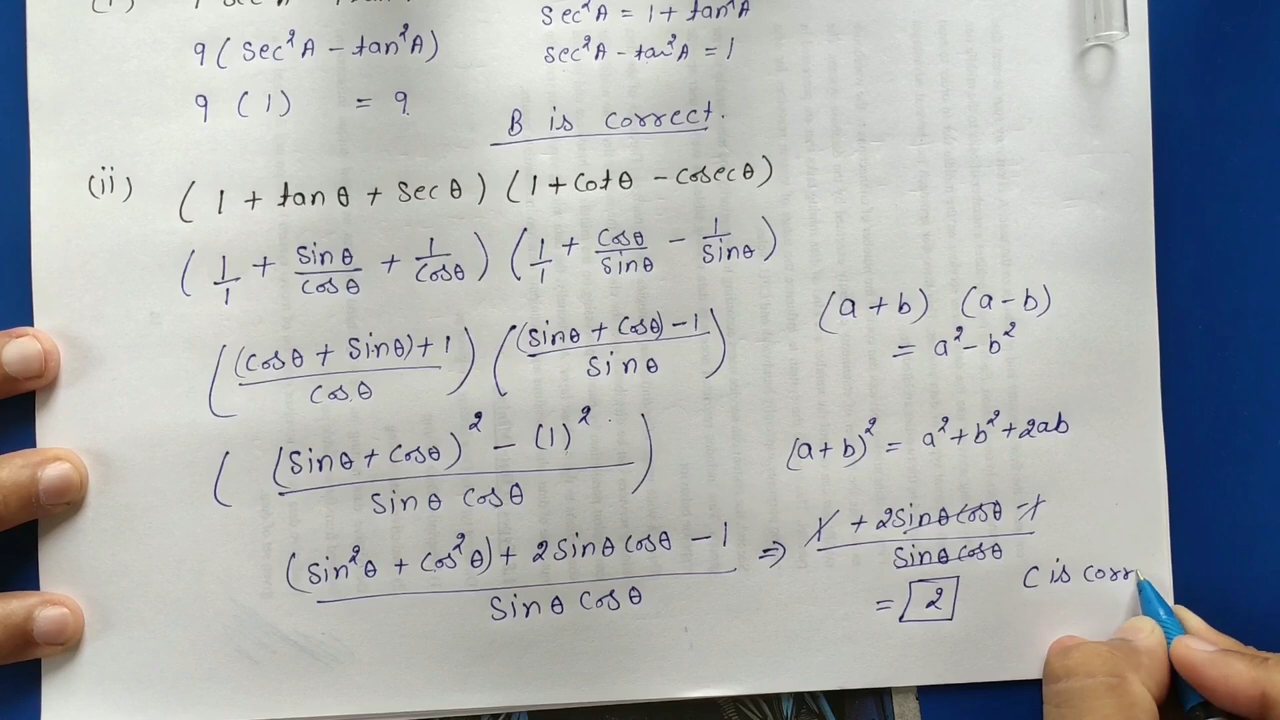 sec²A = 1 + tan²A
9 ( sec²A - tan²A )
sec²A - tan²A = 1
9 ( 1 ) = 9
B is correct.
(ii) ( 1 + tan θ + sec θ ) ( 1 + cot θ - cosec θ )
( 1/1 + sin θ/cos θ + 1/cos θ ) ( 1/1 + cos θ/sin θ - 1/sin θ )
(a + b) (a - b)
= a² - b²
( ((cos θ + sin θ) + 1)/cos θ ) ( ((sin θ + cos θ) - 1)/sin θ )
( ((sin θ + cos θ)² - (1)²)/(sin θ cos θ) )
(a + b)² = a² + b² + 2ab
((sin²θ + cos²θ) + 2 sin θ cos θ - 1)/(sin θ cos θ) ⇒ (1 + 2 sin θ cos θ - 1)/(sin θ cos θ)
= 2
C is corr